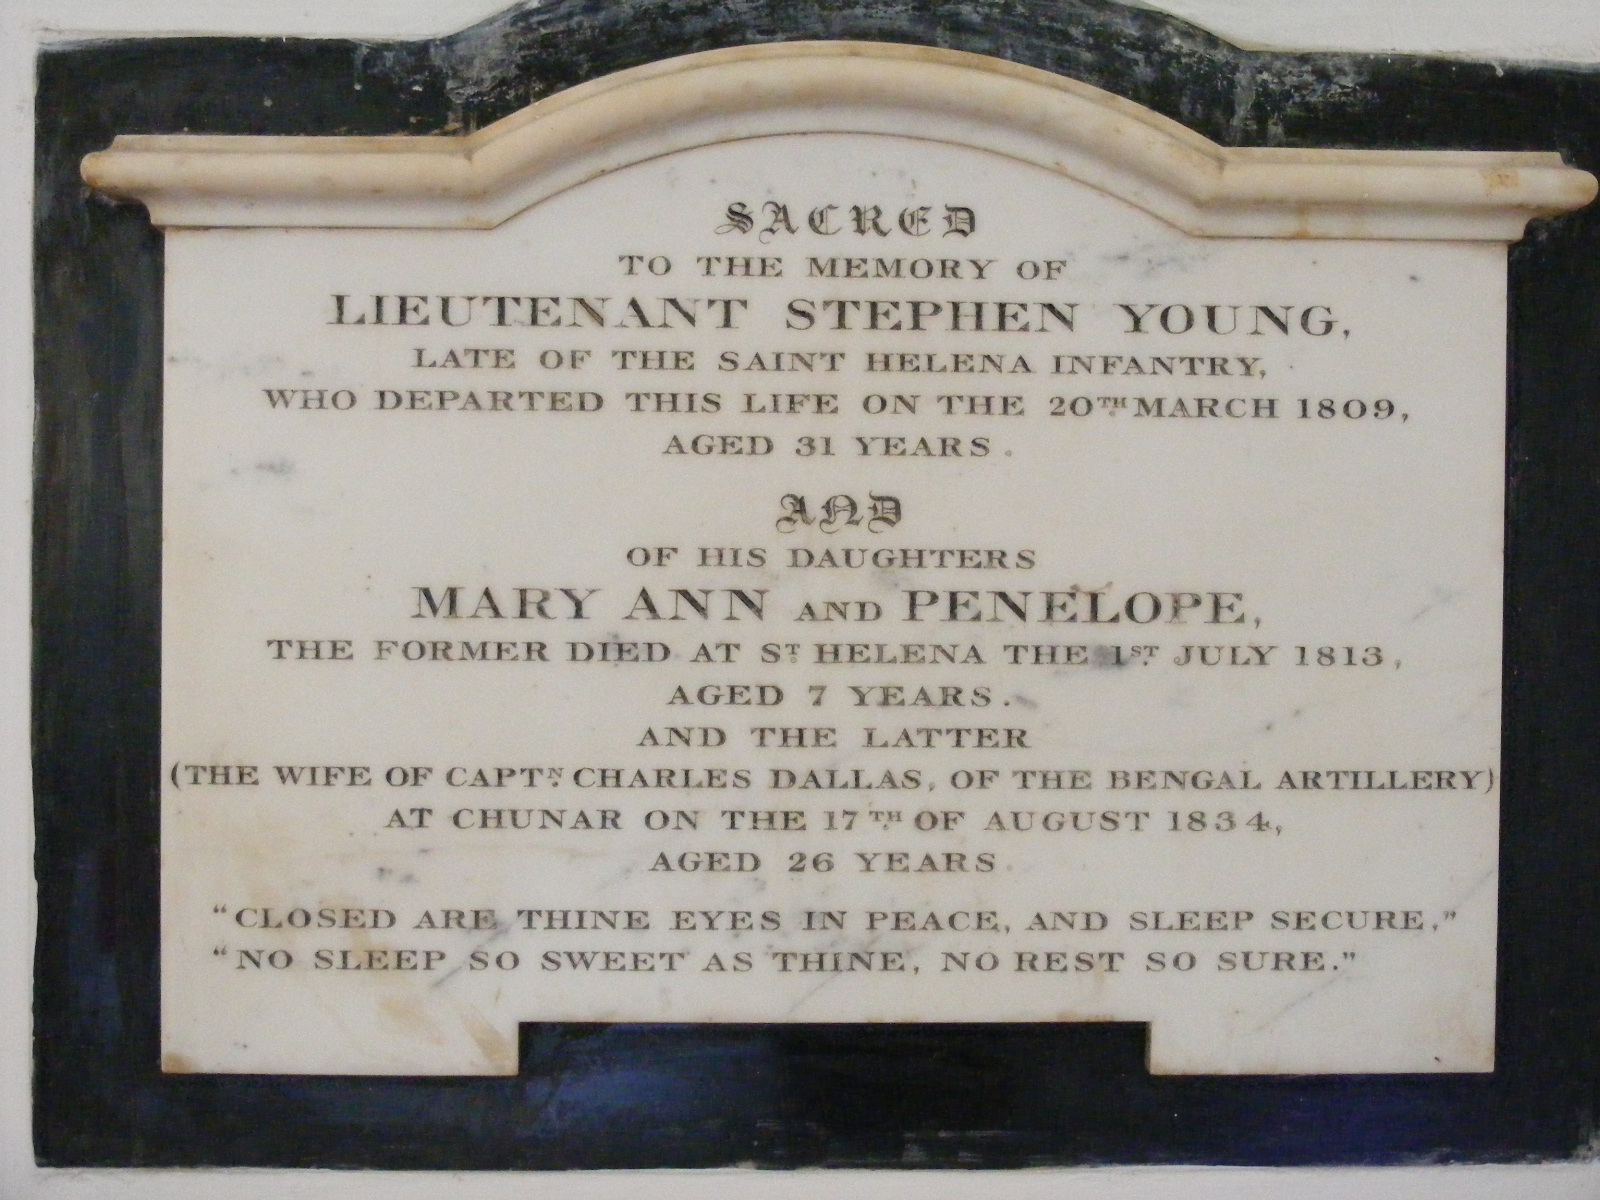 SACRED
TO THE MEMORY OF
LIEUTENANT STEPHEN YOUNG,
LATE OF THE SAINT HELENA INFANTRY,
WHO DEPARTED THIS LIFE ON THE 20TH MARCH 1809,
AGED 31 YEARS.
AND
OF HIS DAUGHTERS
MARY ANN AND PENELOPE,
THE FORMER DIED AT ST HELENA THE 1ST JULY 1813,
AGED 7 YEARS.
AND THE LATTER
(THE WIFE OF CAPTN CHARLES DALLAS, OF THE BENGAL ARTILLERY)
AT CHUNAR ON THE 17TH OF AUGUST 1834,
AGED 26 YEARS.
"CLOSED ARE THINE EYES IN PEACE, AND SLEEP SECURE,"
"NO SLEEP SO SWEET AS THINE, NO REST SO SURE."